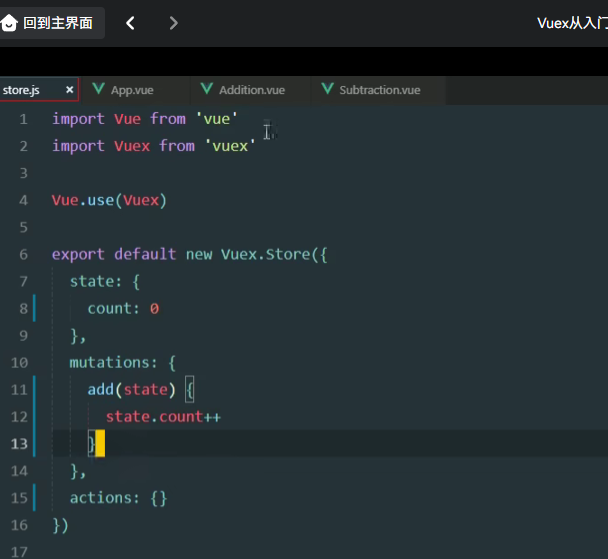 回到主界面
Vuex从入门
store.js × App.vue Addition.vue Subtraction.vue
1 import Vue from 'vue'
2 import Vuex from 'vuex'
3
4 Vue.use(Vuex)
5
6 export default new Vuex.Store({
7 state: {
8 count: 0
9 },
10 mutations: {
11 add(state) {
12 state.count++
13 }
14 },
15 actions: {}
16 })
17